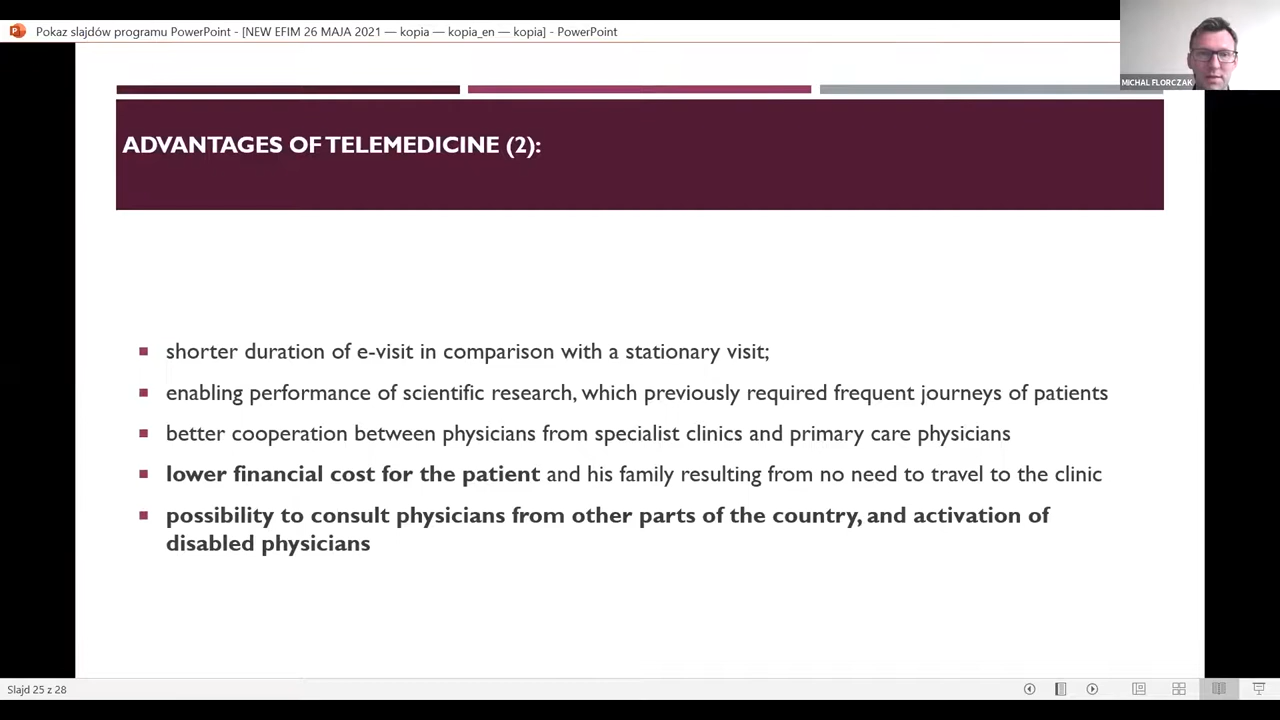 Pokaz slajdów programu PowerPoint - [NEW EFIM 26 MAJA 2021 — kopia — kopia_en — kopia] - PowerPoint
MICHAL FLORCZAK
ADVANTAGES OF TELEMEDICINE (2):
shorter duration of e-visit in comparison with a stationary visit;
enabling performance of scientific research, which previously required frequent journeys of patients
better cooperation between physicians from specialist clinics and primary care physicians
lower financial cost for the patient and his family resulting from no need to travel to the clinic
possibility to consult physicians from other parts of the country, and activation of
disabled physicians
Slajd 25 z 28